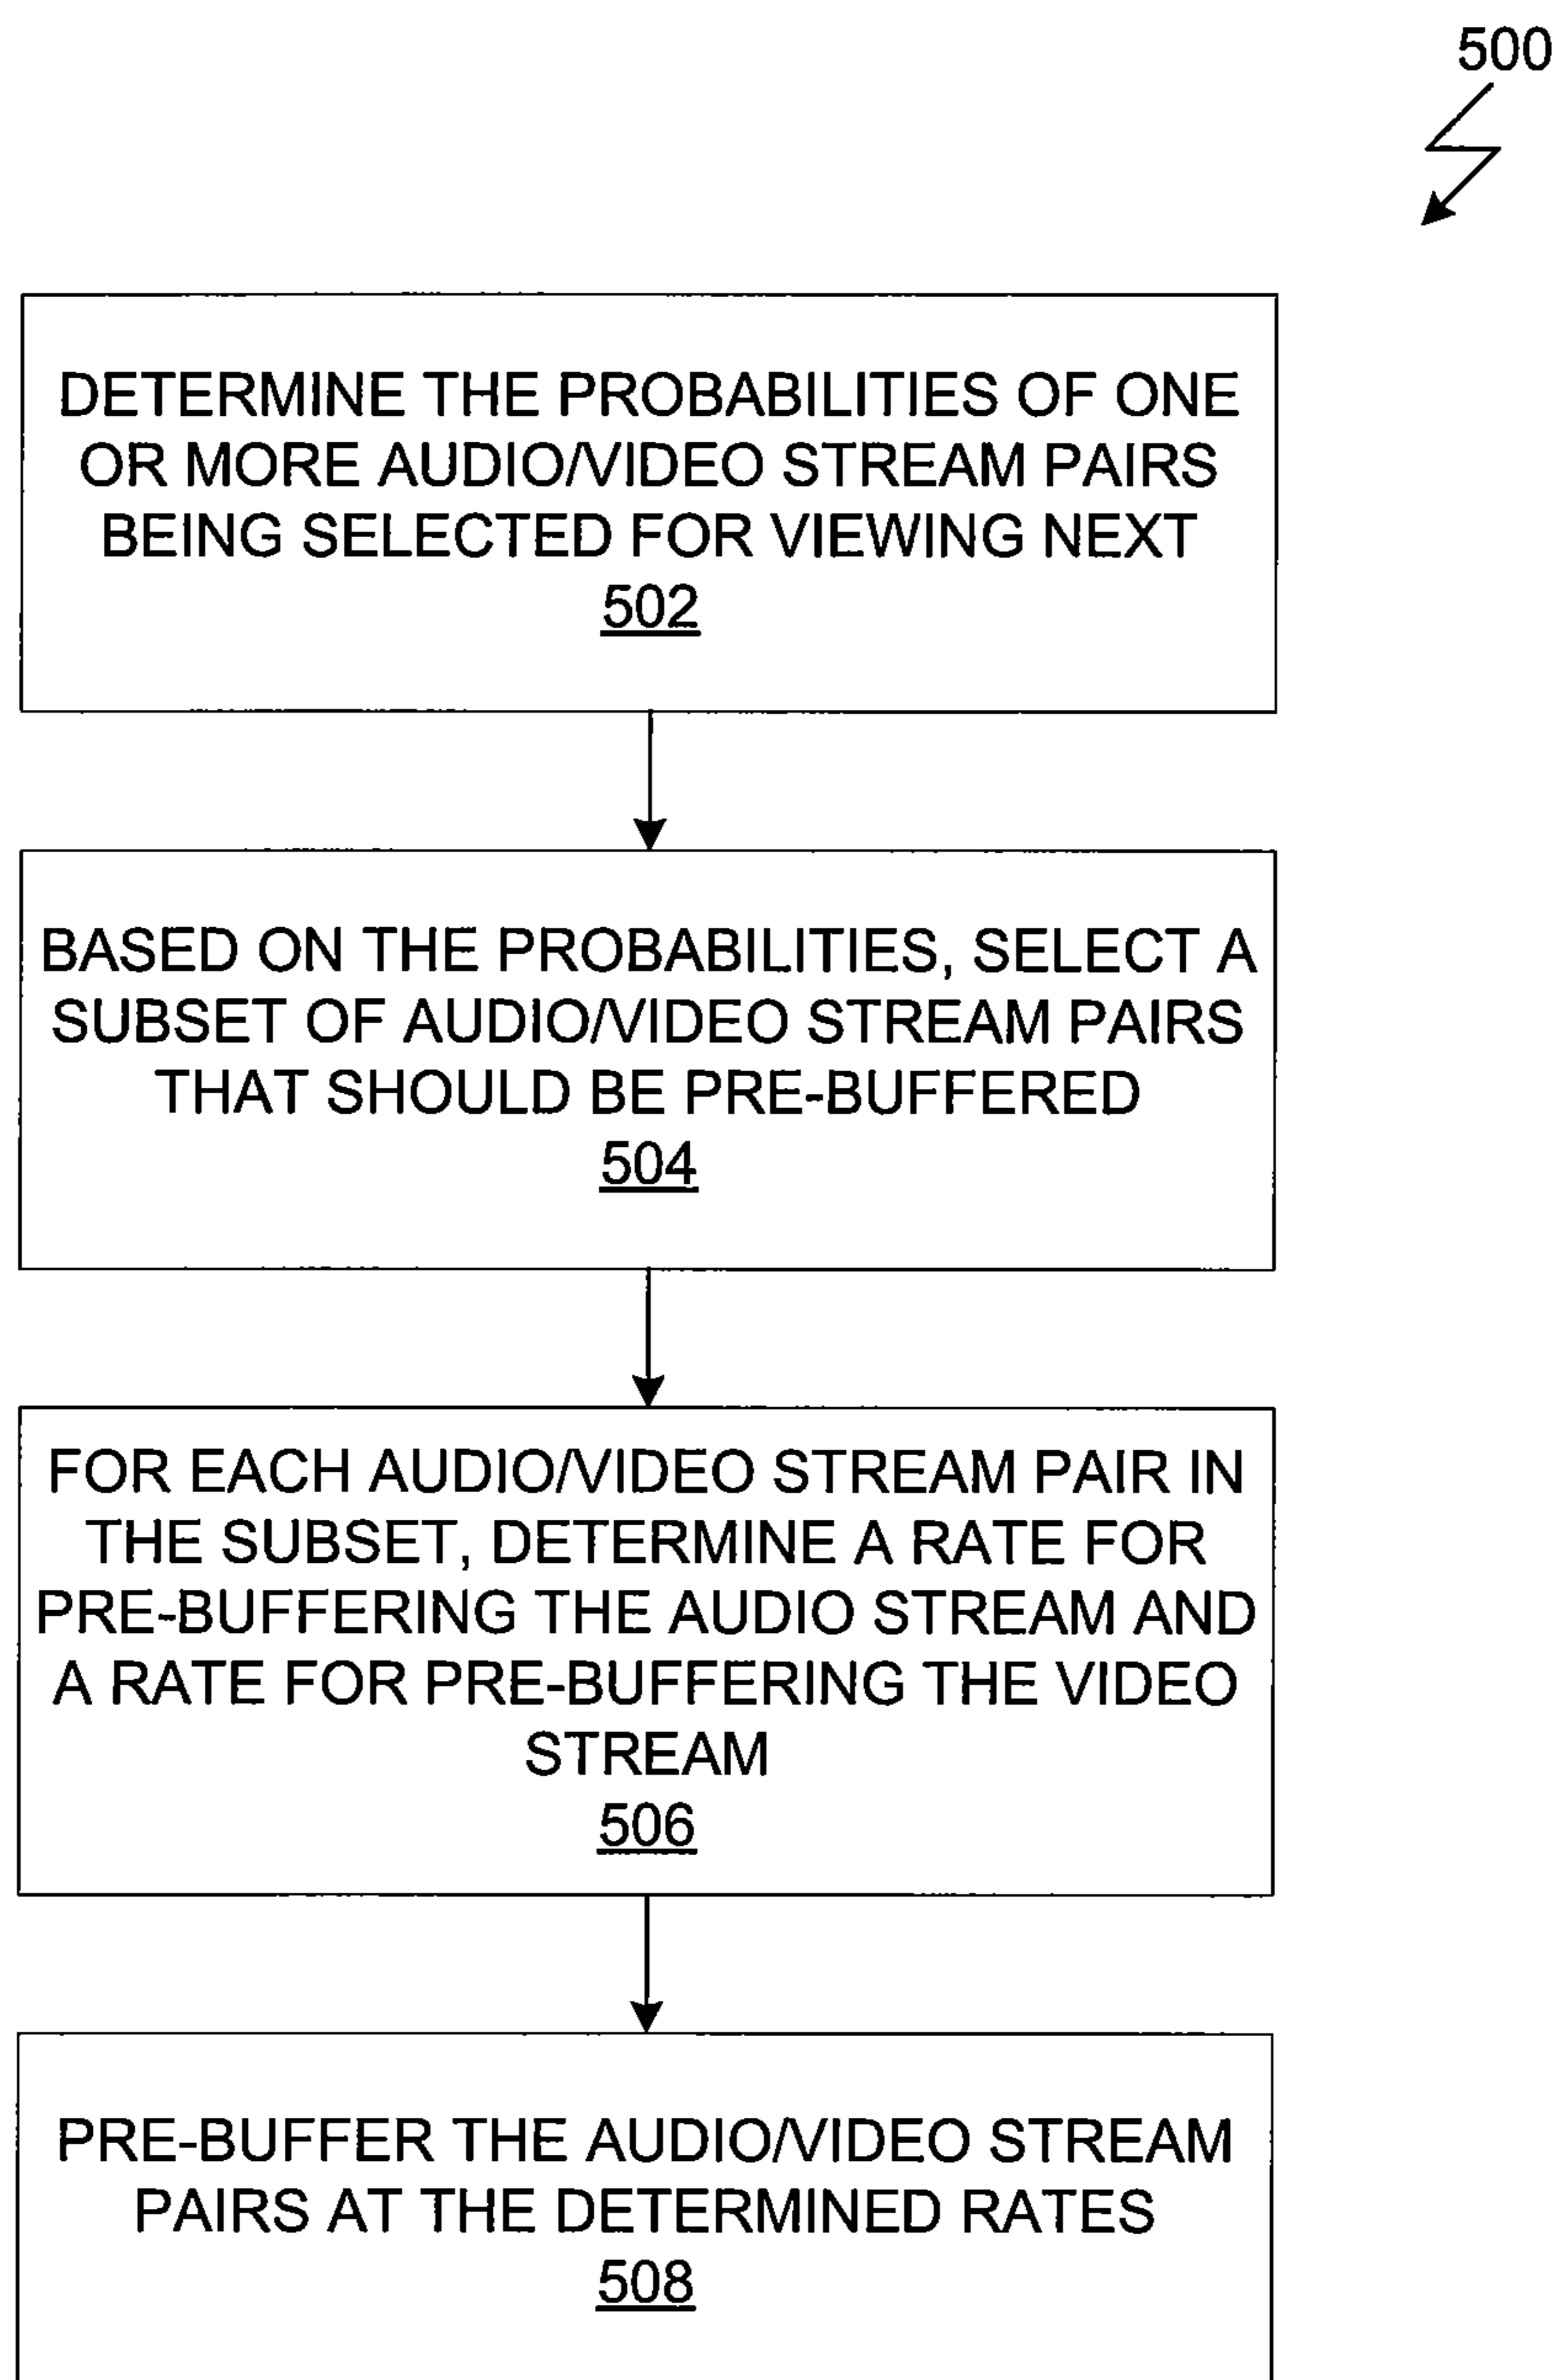 500
DETERMINE THE PROBABILITIES OF ONE
OR MORE AUDIO/VIDEO STREAM PAIRS
BEING SELECTED FOR VIEWING NEXT
502
BASED ON THE PROBABILITIES, SELECT A
SUBSET OF AUDIO/VIDEO STREAM PAIRS
THAT SHOULD BE PRE-BUFFERED
504
FOR EACH AUDIO/VIDEO STREAM PAIR IN
THE SUBSET, DETERMINE A RATE FOR
PRE-BUFFERING THE AUDIO STREAM AND
A RATE FOR PRE-BUFFERING THE VIDEO
STREAM
506
PRE-BUFFER THE AUDIO/VIDEO STREAM
PAIRS AT THE DETERMINED RATES
508